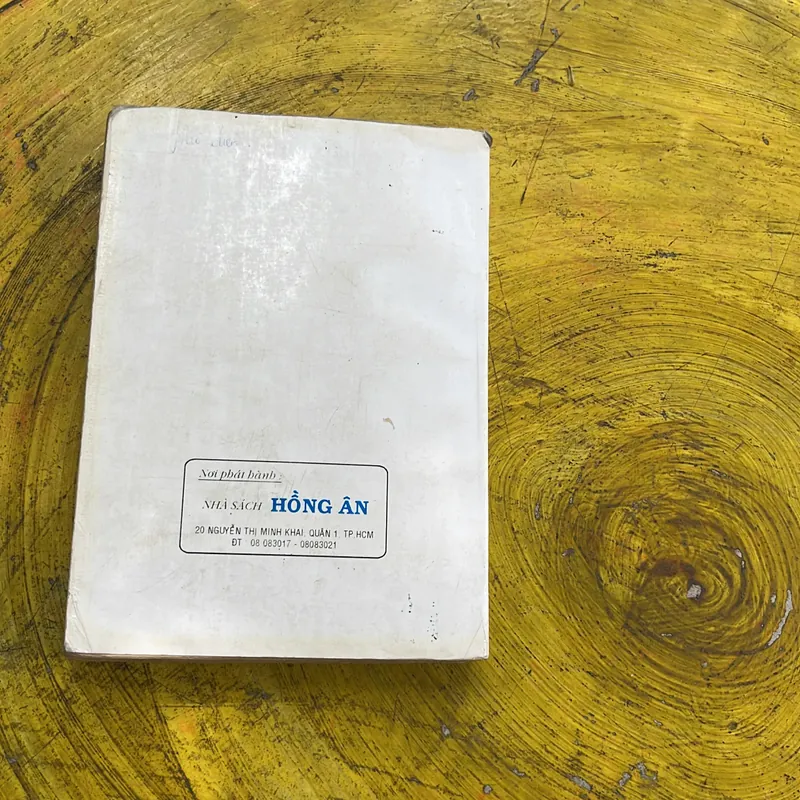 Nơi phát hành :
NHÀ SÁCH HỒNG ÂN
20 NGUYỄN THỊ MINH KHAI, QUẬN 1, TP HCM
ĐT 08 083017 - 08083021